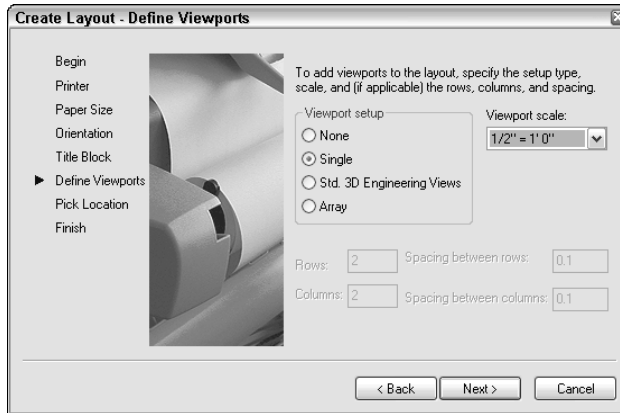 Create Layout - Define Viewports
Begin
Printer
Paper Size
Orientation
Title Block
Define Viewports
Pick Location
Finish
To add viewports to the layout, specify the setup type,
scale, and (if applicable) the rows, columns, and spacing.
Viewport setup
None
Single
Std. 3D Engineering Views
Array
Viewport scale:
1/2" = 1' 0"
Rows: 2 Spacing between rows: 0.1
Columns: 2 Spacing between columns: 0.1
< Back Next > Cancel